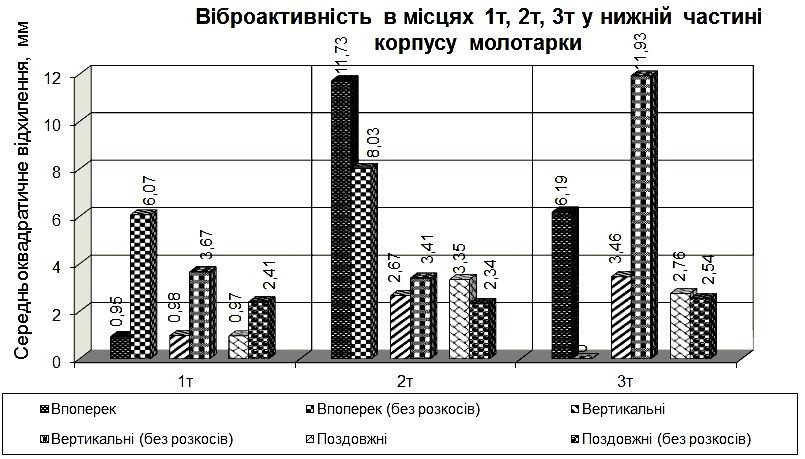 Віброактивність в місцях 1т, 2т, 3т у нижній частині
корпусу молотарки
Середньоквадратичне відхилення, мм
12
10
8
6
4
2
0
0,95
6,07
0,98
3,67
0,97
2,41
11,73
8,03
2,67
3,41
3,35
2,34
6,19
0
3,46
11,93
2,76
2,54
1т
2т
3т
Впоперек
Впоперек (без розкосів)
Вертикальні
Вертикальні (без розкосів)
Поздовжні
Поздовжні (без розкосів)